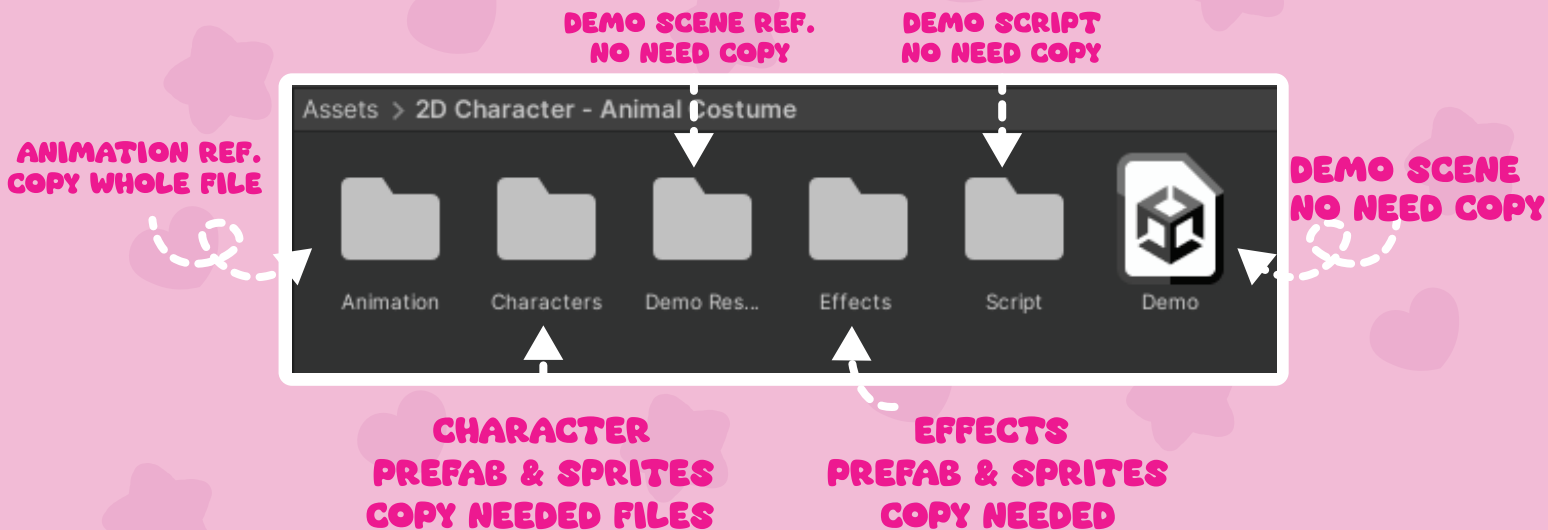 DEMO SCENE REF.
NO NEED COPY
DEMO SCRIPT
NO NEED COPY
Assets > 2D Character - Animal Costume
ANIMATION REF.
COPY WHOLE FILE
DEMO SCENE
NO NEED COPY
Animation
Characters
Demo Res...
Effects
Script
Demo
CHARACTER
PREFAB & SPRITES
COPY NEEDED FILES
EFFECTS
PREFAB & SPRITES
COPY NEEDED